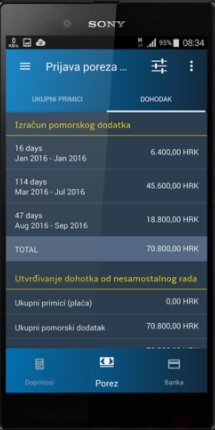 SONY
0
KB/s
H
95%
08:34
Prijava poreza ...
UKUPNI PRIMICI
DOHODAK
Izračun pomorskog dodatka
16 days
Jan 2016 - Jan 2016
6.400,00 HRK
114 days
Mar 2016 - Jul 2016
45.600,00 HRK
47 days
Aug 2016 - Sep 2016
18.800,00 HRK
TOTAL
70.800,00 HRK
Utvrđivanje dohotka od nesamostalnog rada
Ukupni primici (plaća)
0,00 HRK
Ukupni pomorski dodatak
70.800,00 HRK
Doprinosi
Porez
Banka